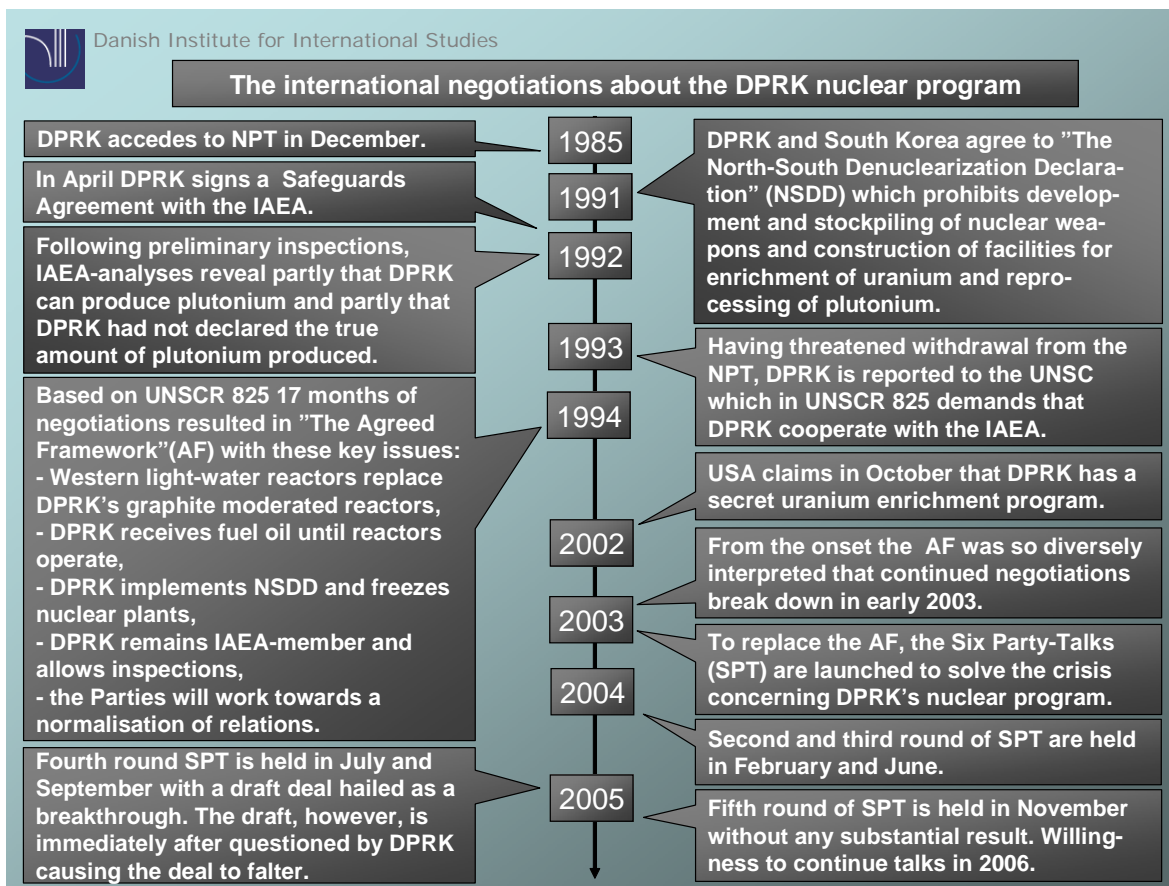 Danish Institute for International Studies
The international negotiations about the DPRK nuclear program
DPRK accedes to NPT in December.
1985
DPRK and South Korea agree to ”The
North-South Denuclearization Declara-
tion” (NSDD) which prohibits develop-
ment and stockpiling of nuclear wea-
pons and construction of facilities for
enrichment of uranium and repro-
cessing of plutonium.
1991
In April DPRK signs a Safeguards
Agreement with the IAEA.
1992
Following preliminary inspections,
IAEA-analyses reveal partly that DPRK
can produce plutonium and partly that
DPRK had not declared the true
amount of plutonium produced.
1993
Having threatened withdrawal from the
NPT, DPRK is reported to the UNSC
which in UNSCR 825 demands that
DPRK cooperate with the IAEA.
1994
Based on UNSCR 825 17 months of
negotiations resulted in ”The Agreed
Framework”(AF) with these key issues:
- Western light-water reactors replace
DPRK’s graphite moderated reactors,
- DPRK receives fuel oil until reactors
operate,
- DPRK implements NSDD and freezes
nuclear plants,
- DPRK remains IAEA-member and
allows inspections,
- the Parties will work towards a
normalisation of relations.
USA claims in October that DPRK has a
secret uranium enrichment program.
2002
From the onset the AF was so diversely
interpreted that continued negotiations
break down in early 2003.
2003
To replace the AF, the Six Party-Talks
(SPT) are launched to solve the crisis
concerning DPRK’s nuclear program.
2004
Second and third round of SPT are held
in February and June.
Fourth round SPT is held in July and
September with a draft deal hailed as a
breakthrough. The draft, however, is
immediately after questioned by DPRK
causing the deal to falter.
2005
Fifth round of SPT is held in November
without any substantial result. Willing-
ness to continue talks in 2006.